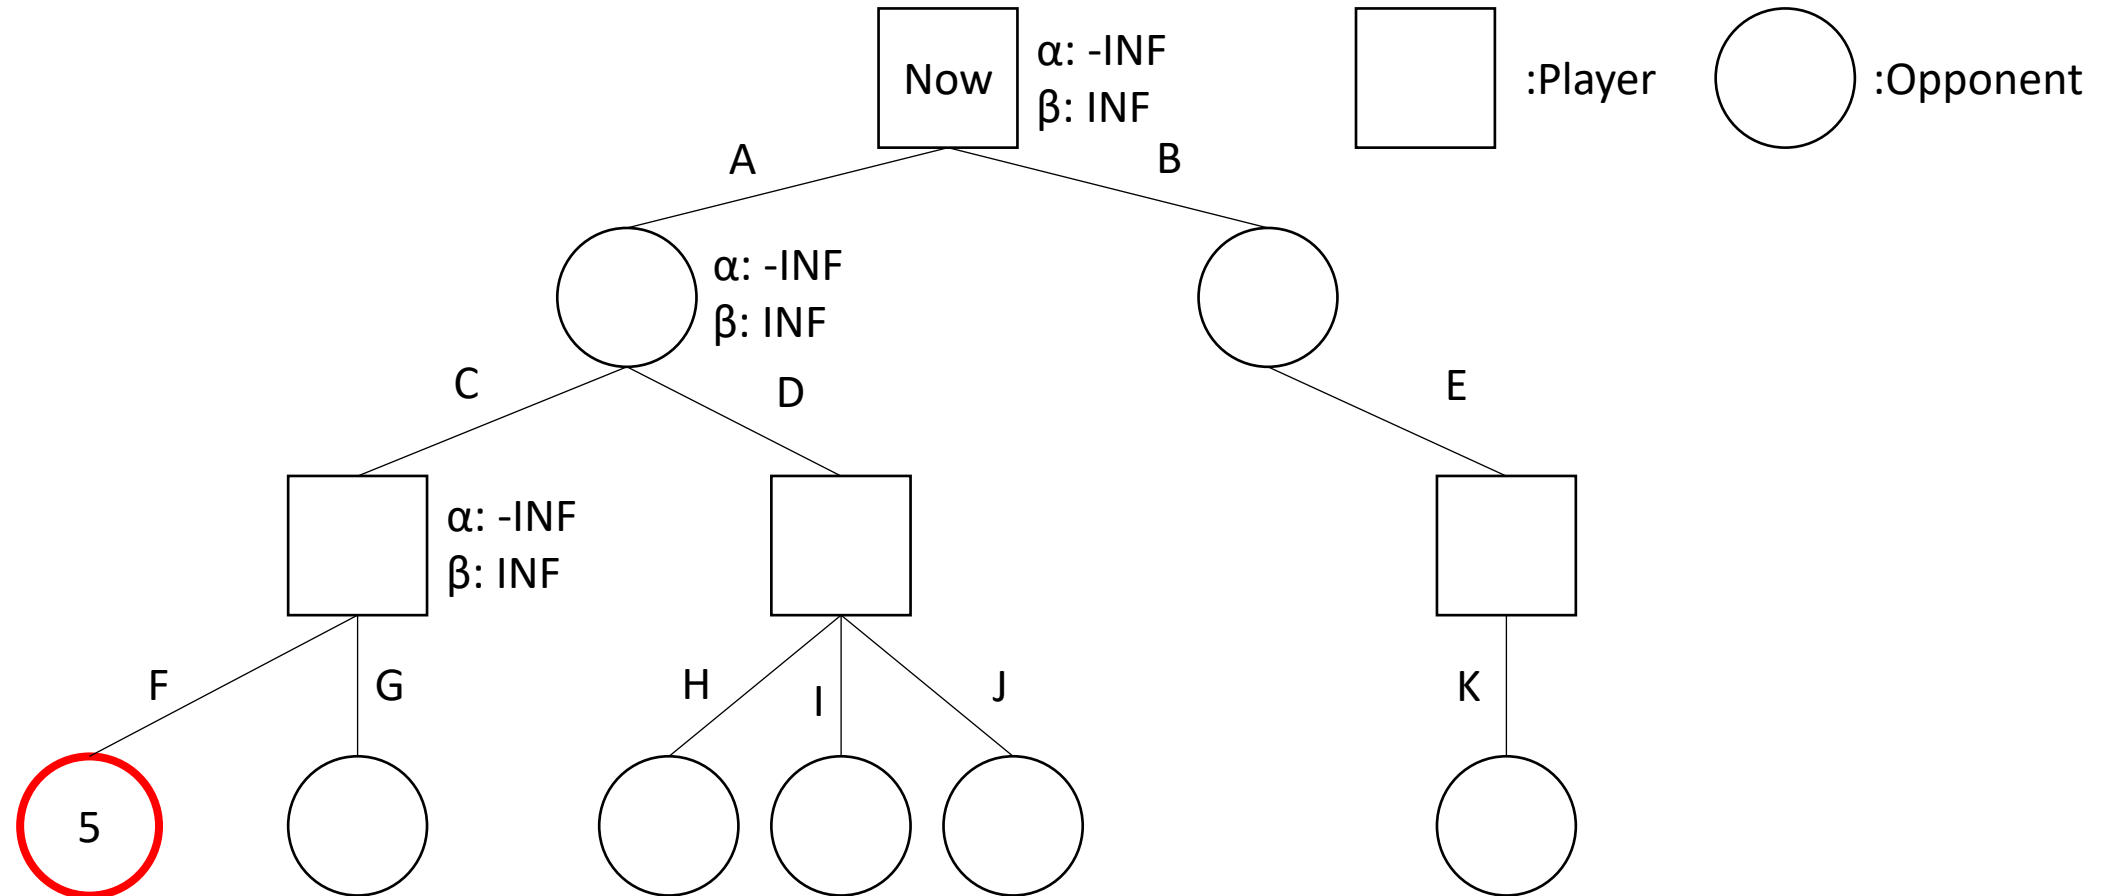 Now
α: -INF
β: INF
:Player
:Opponent
A
B
α: -INF
β: INF
C
D
E
α: -INF
β: INF
F
G
H
I
J
K
5